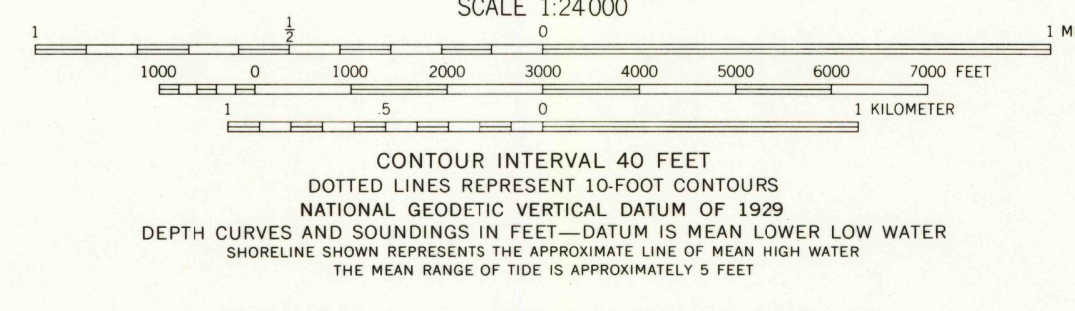 SCALE 1:24000
1 ½ 0 1 M
1000 0 1000 2000 3000 4000 5000 6000 7000 FEET
1 .5 0 1 KILOMETER
CONTOUR INTERVAL 40 FEET
DOTTED LINES REPRESENT 10-FOOT CONTOURS
NATIONAL GEODETIC VERTICAL DATUM OF 1929
DEPTH CURVES AND SOUNDINGS IN FEET—DATUM IS MEAN LOWER LOW WATER
SHORELINE SHOWN REPRESENTS THE APPROXIMATE LINE OF MEAN HIGH WATER
THE MEAN RANGE OF TIDE IS APPROXIMATELY 5 FEET